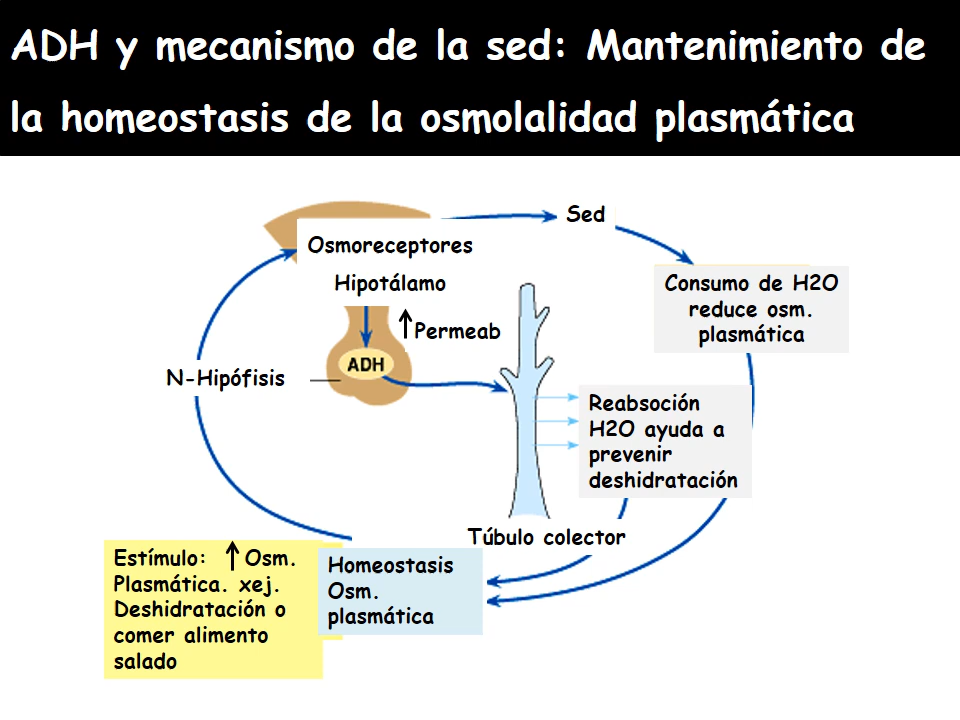 ADH y mecanismo de la sed: Mantenimiento de
la homeostasis de la osmolalidad plasmática
Sed
Osmoreceptores
Hipotálamo
Consumo de H2O
reduce osm.
plasmática
↑ Permeab
ADH
N-Hipófisis
Reabsoción
H2O ayuda a
prevenir
deshidratación
Túbulo colector
Estímulo: ↑ Osm.
Plasmática. xej.
Deshidratación o
comer alimento
salado
Homeostasis
Osm.
plasmática